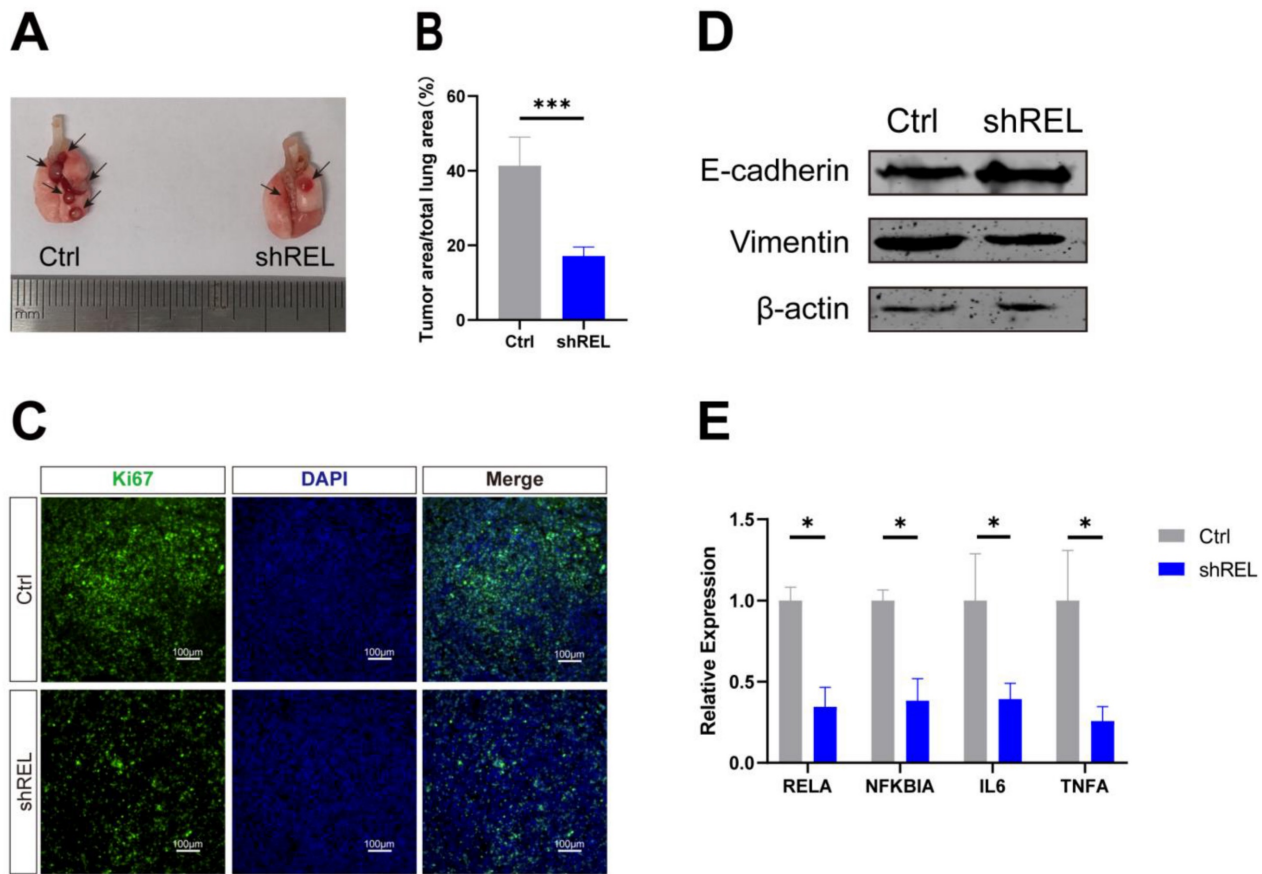 A
Ctrl
shREL
mm
B
Tumor area/total lung area(%)
60
40
20
0
***
Ctrl
shREL
C
Ki67
DAPI
Merge
Ctrl
100μm
100μm
100μm
shREL
100μm
100μm
100μm
D
Ctrl shREL
E-cadherin
Vimentin
β-actin
E
Relative Expression
1.5
1.0
0.5
0.0
* * * *
RELA NFKBIA IL6 TNFA
Ctrl
shREL